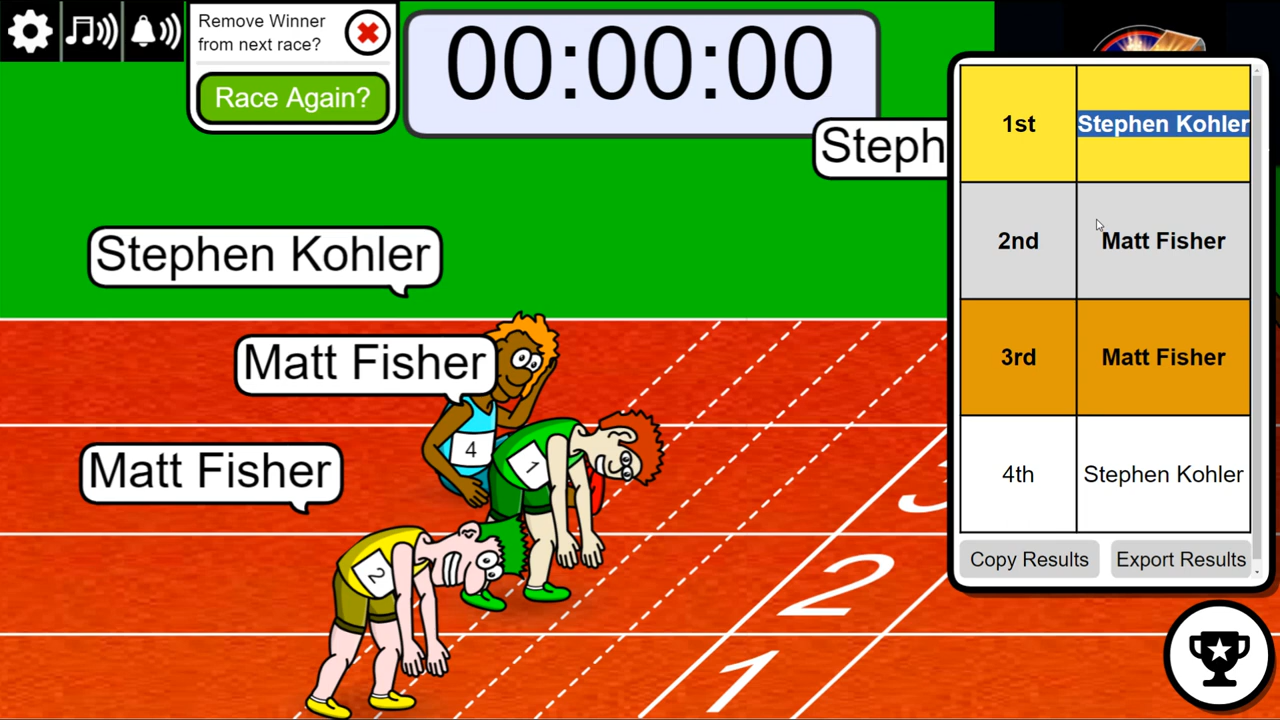 Remove Winner
from next race?
Race Again?
00:00:00
Steph
1st
Stephen Kohler
2nd
Matt Fisher
3rd
Matt Fisher
4th
Stephen Kohler
Copy Results
Export Results
Stephen Kohler
Matt Fisher
Matt Fisher
4
1
2
3
2
1